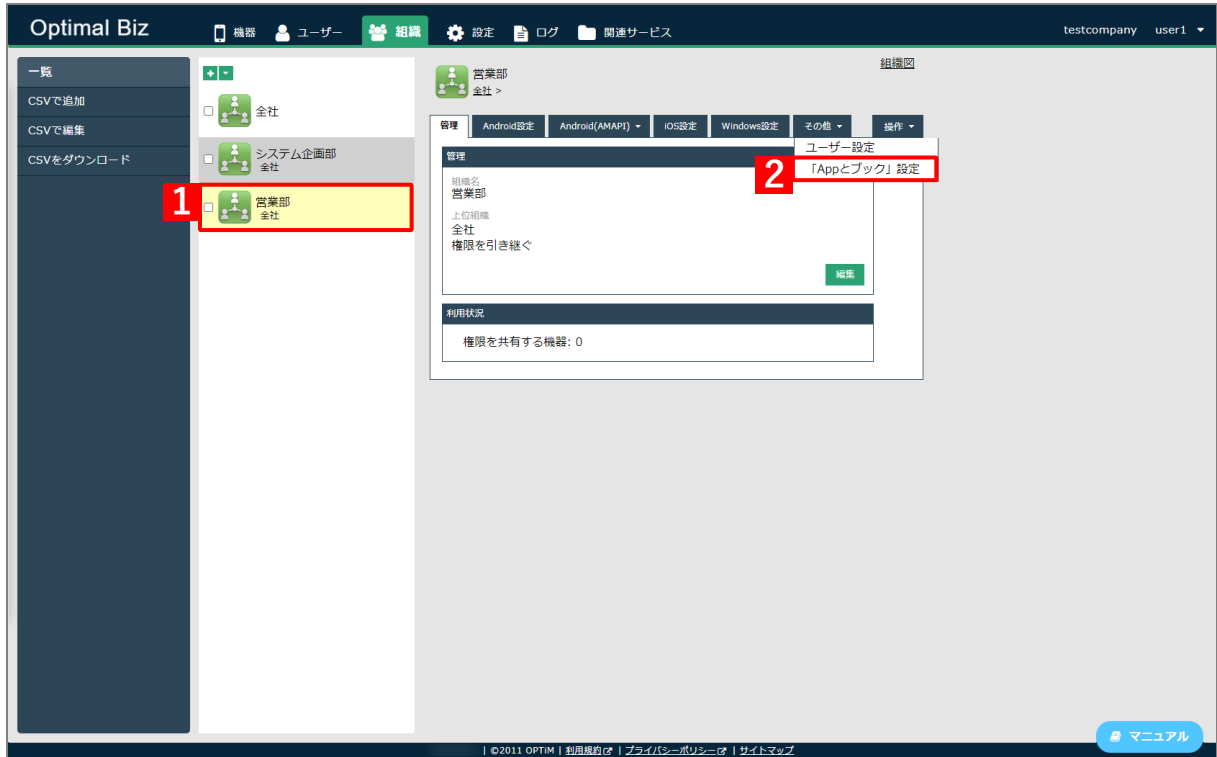 Optimal Biz
機器
ユーザー
組織
設定
ログ
関連サービス
testcompany
user1
一覧
CSVで追加
CSVで編集
CSVをダウンロード
全社
システム企画部
全社
1
営業部
全社
営業部
全社 >
組織図
管理
Android設定
Android(AMAPI)
iOS設定
Windows設定
その他
操作
ユーザー設定
2
「Appとブック」設定
管理
組織名
営業部
上位組織
全社
権限を引き継ぐ
編集
利用状況
権限を共有する機器: 0
マニュアル
| ©2011 OPTiM | 利用規約 | プライバシーポリシー | サイトマップ